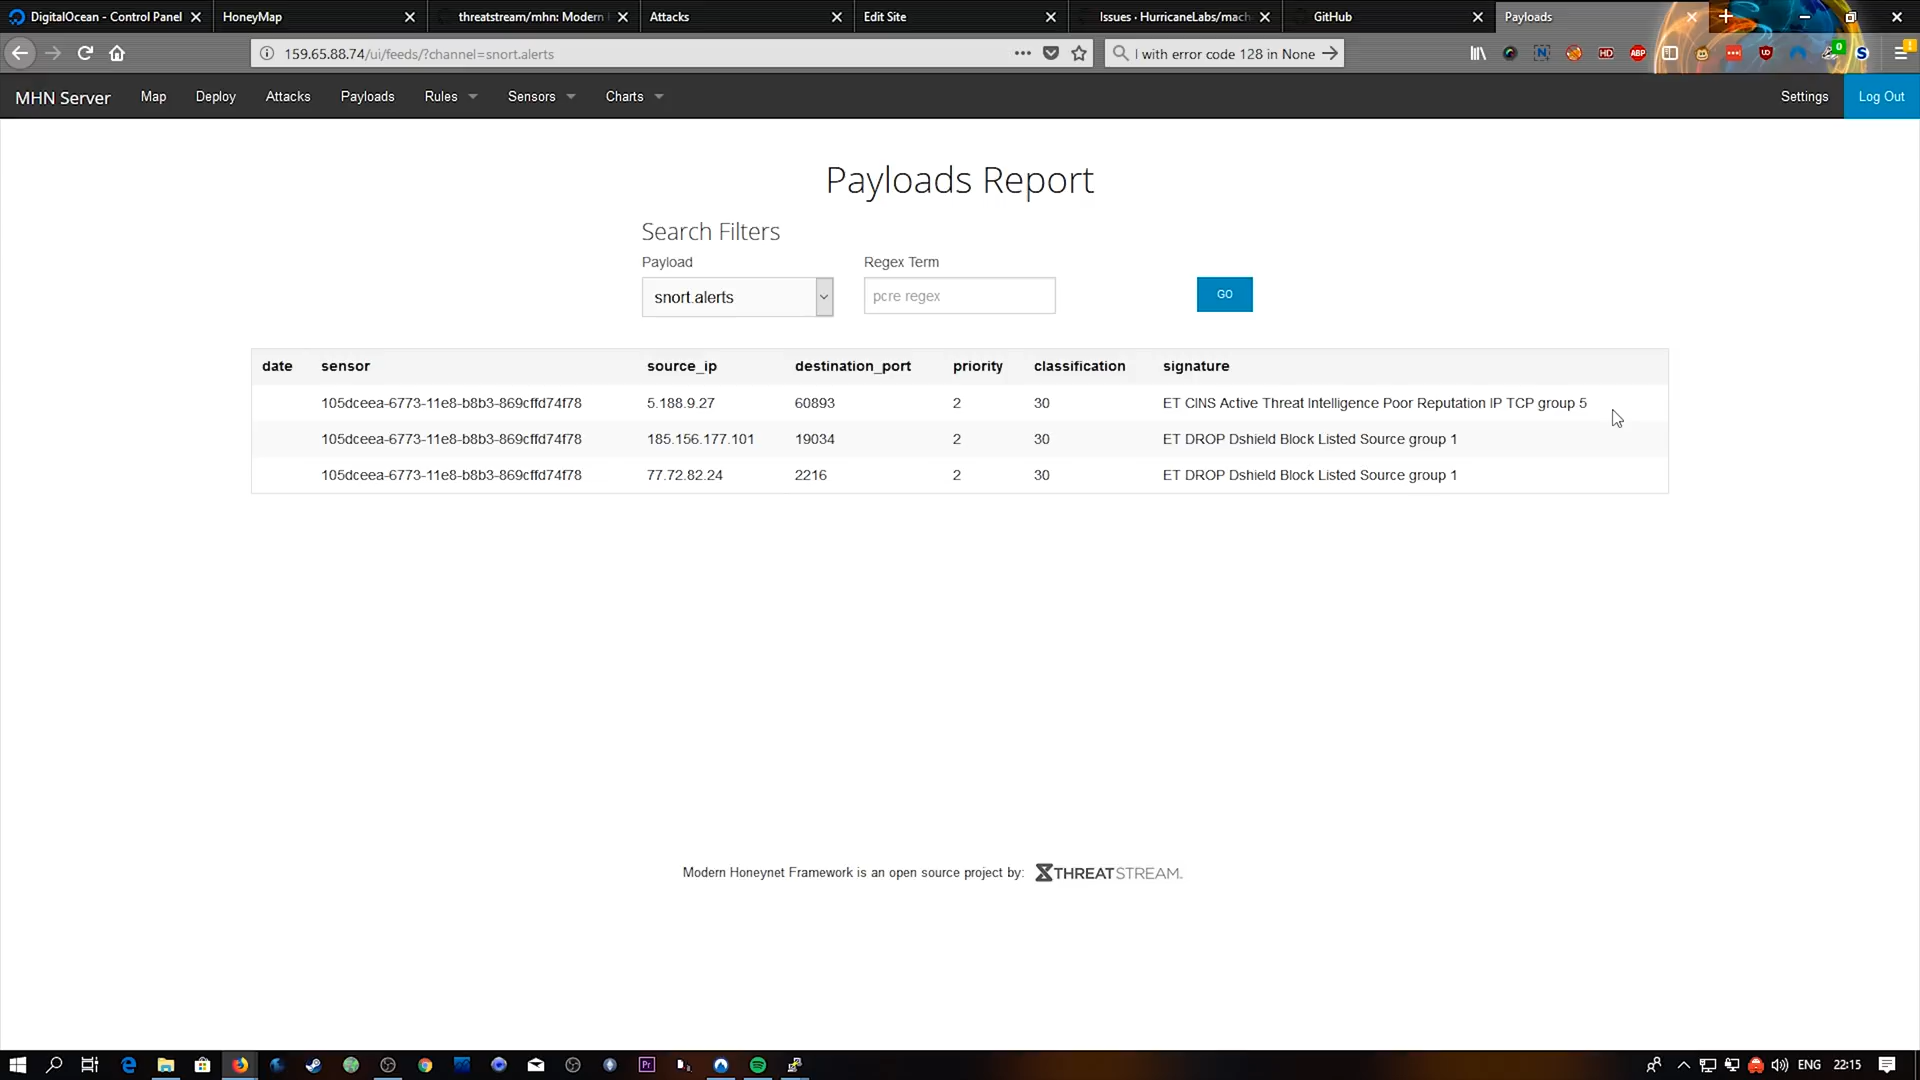 DigitalOcean - Control Panel
HoneyMap
threatstream/mhn: Modern
Attacks
Edit Site
Issues · HurricaneLabs/mach
GitHub
Payloads
159.65.88.74/ui/feeds/?channel=snort.alerts
l with error code 128 in None
HD
ABP
0
MHN Server
Map
Deploy
Attacks
Payloads
Rules
Sensors
Charts
Settings
Log Out
Payloads Report
Search Filters
Payload
Regex Term
snort.alerts
pcre regex
GO
date sensor source_ip destination_port priority classification signature
105dceea-6773-11e8-b8b3-869cffd74f78 5.188.9.27 60893 2 30 ET CINS Active Threat Intelligence Poor Reputation IP TCP group 5
105dceea-6773-11e8-b8b3-869cffd74f78 185.156.177.101 19034 2 30 ET DROP Dshield Block Listed Source group 1
105dceea-6773-11e8-b8b3-869cffd74f78 77.72.82.24 2216 2 30 ET DROP Dshield Block Listed Source group 1
Modern Honeynet Framework is an open source project by: THREATSTREAM
Pr
ENG
22:15